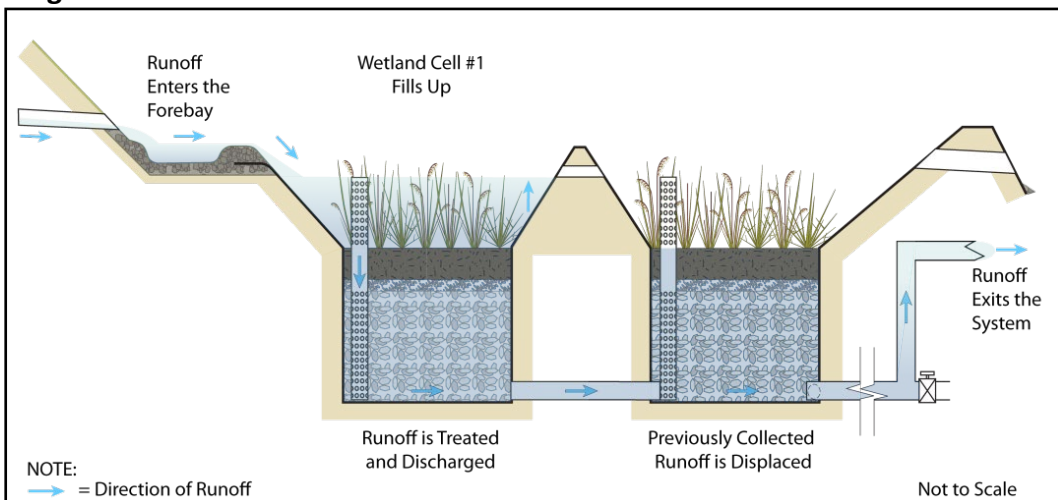 Runoff
Enters the
Forebay
Wetland Cell #1
Fills Up
Runoff
Exits the
System
Runoff is Treated
and Discharged
Previously Collected
Runoff is Displaced
NOTE:
= Direction of Runoff
Not to Scale